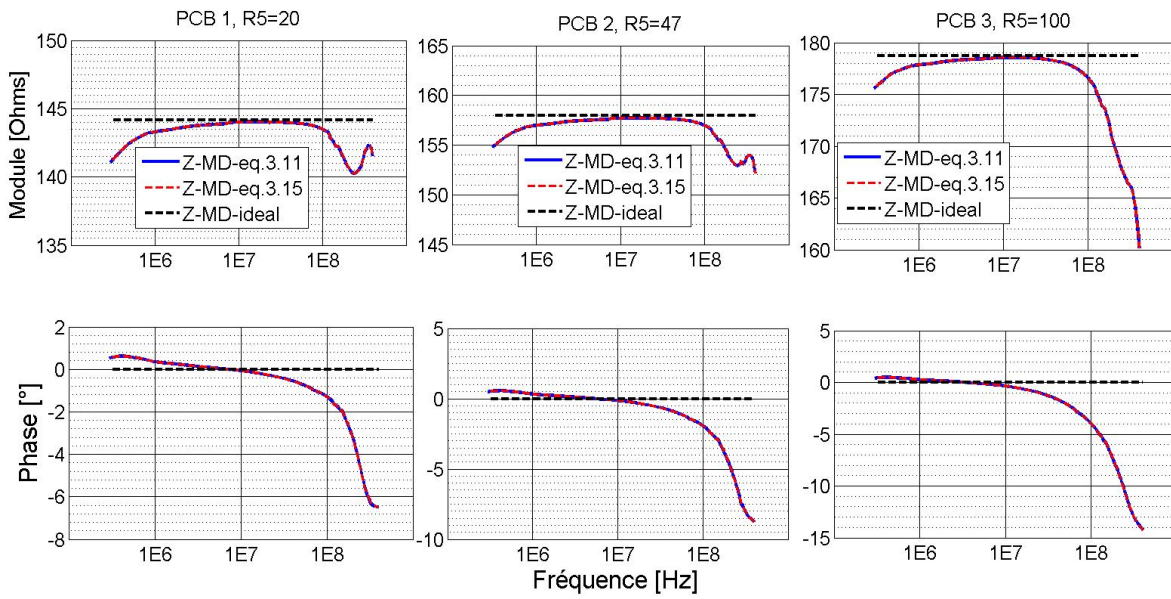 PCB 1, R5=20
PCB 2, R5=47
PCB 3, R5=100
Module [Ohms]
150
145
140
135
Z-MD-eq.3.11
Z-MD-eq.3.15
Z-MD-ideal
1E6 1E7 1E8
165
160
155
150
145
Z-MD-eq.3.11
Z-MD-eq.3.15
Z-MD-ideal
1E6 1E7 1E8
180
175
170
165
160
Z-MD-eq.3.11
Z-MD-eq.3.15
Z-MD-ideal
1E6 1E7 1E8
Phase [°]
2
0
-2
-4
-6
-8
1E6 1E7 1E8
5
0
-5
-10
1E6 1E7 1E8
5
0
-5
-10
-15
1E6 1E7 1E8
Fréquence [Hz]